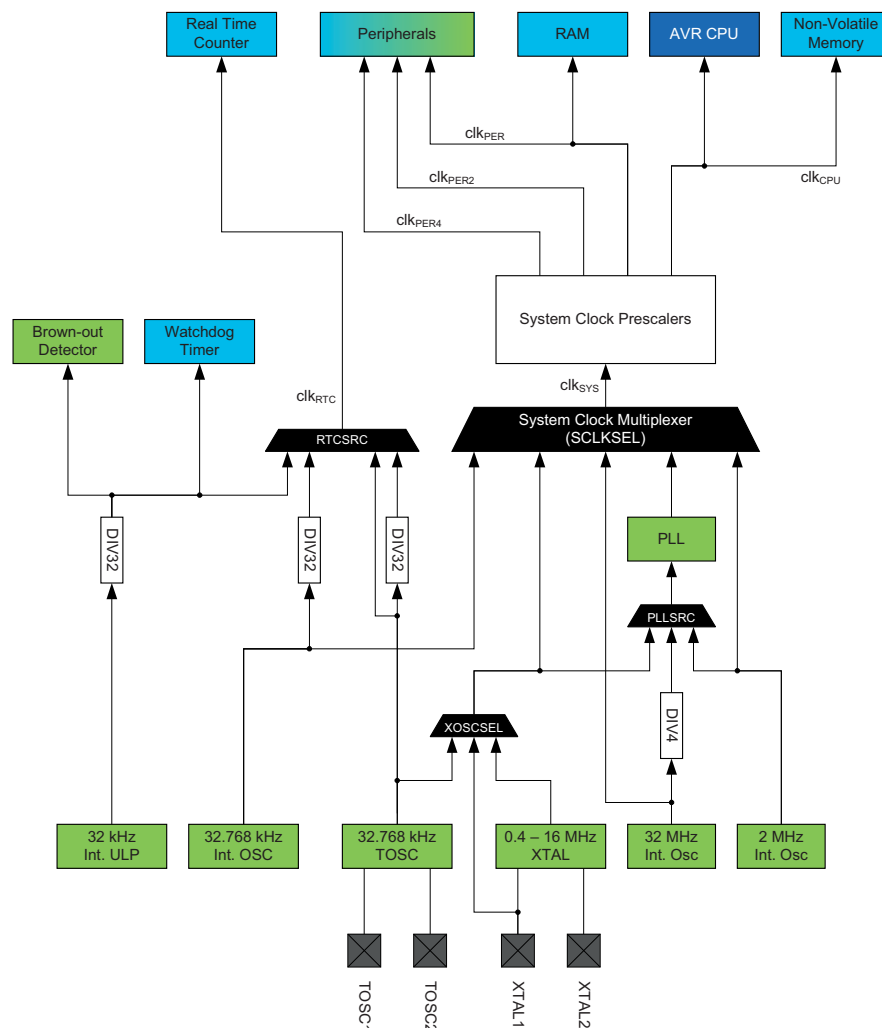 Real Time
Counter
Peripherals
RAM
AVR CPU
Non-Volatile
Memory
clkPER
clkPER2
clkCPU
clkPER4
System Clock Prescalers
Brown-out
Detector
Watchdog
Timer
clkSYS
clkRTC
System Clock Multiplexer
(SCLKSEL)
RTCSRC
DIV32
DIV32
DIV32
PLL
PLLSRC
XOSCSEL
DIV4
32 kHz
Int. ULP
32.768 kHz
Int. OSC
32.768 kHz
TOSC
0.4 – 16 MHz
XTAL
32 MHz
Int. Osc
2 MHz
Int. Osc
TOSC1
TOSC2
XTAL1
XTAL2